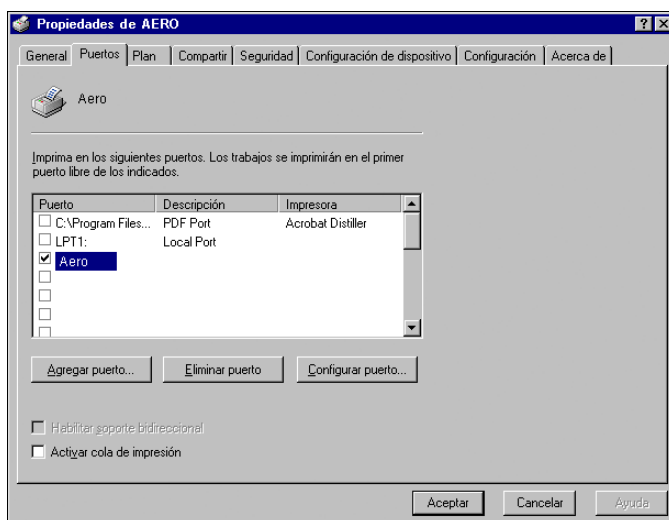 Propiedades de AERO
General Puertos Plan Compartir Seguridad Configuración de dispositivo Configuración Acerca de
Aero
Imprima en los siguientes puertos. Los trabajos se imprimirán en el primer
puerto libre de los indicados.
Puerto Descripción Impresora
C:\Program Files... PDF Port Acrobat Distiller
LPT1: Local Port
Aero
Agregar puerto... Eliminar puerto Configurar puerto...
Habilitar soporte bidireccional
Activar cola de impresión
Aceptar Cancelar Ayuda